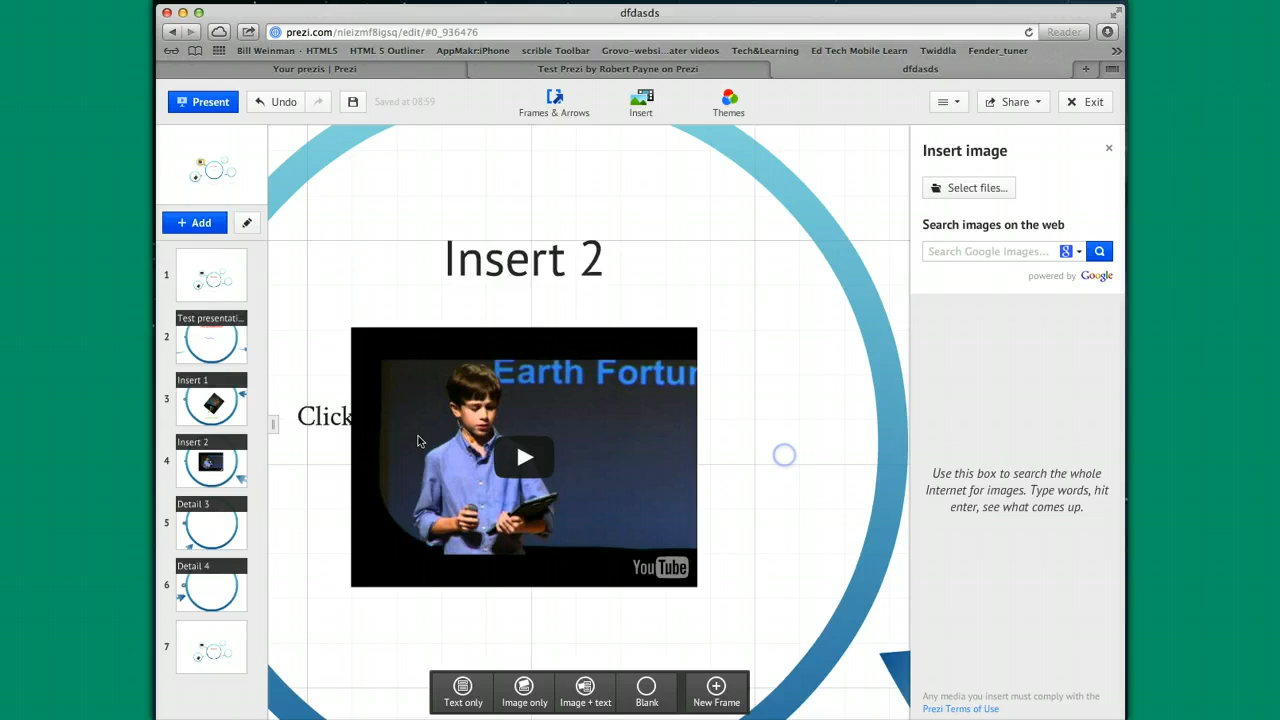 dfdasds
prezi.com/nieizmf8igsq/edit/#0_936476
Reader
Bill Weinman - HTML5
HTML 5 Outliner
AppMakr:iPhone
scrible Toolbar
Grovo-websi...ater videos
Tech&Learning
Ed Tech Mobile Learn
Twiddla
Fender_tuner
Your prezis | Prezi
Test Prezi by Robert Payne on Prezi
dfdasds
Present
Undo
Saved at 08:59
Frames & Arrows
Insert
Themes
Share
Exit
Add
1
2
Test presentati...
3
Insert 1
4
Insert 2
5
Detail 3
6
Detail 4
7
Insert 2
Click
Earth Fortun
YouTube
Text only
Image only
Image + text
Blank
New Frame
Insert image
Select files...
Search images on the web
Search Google Images...
8
powered by Google
Use this box to search the whole
Internet for images. Type words, hit
enter, see what comes up.
Any media you insert must comply with the
Prezi Terms of Use